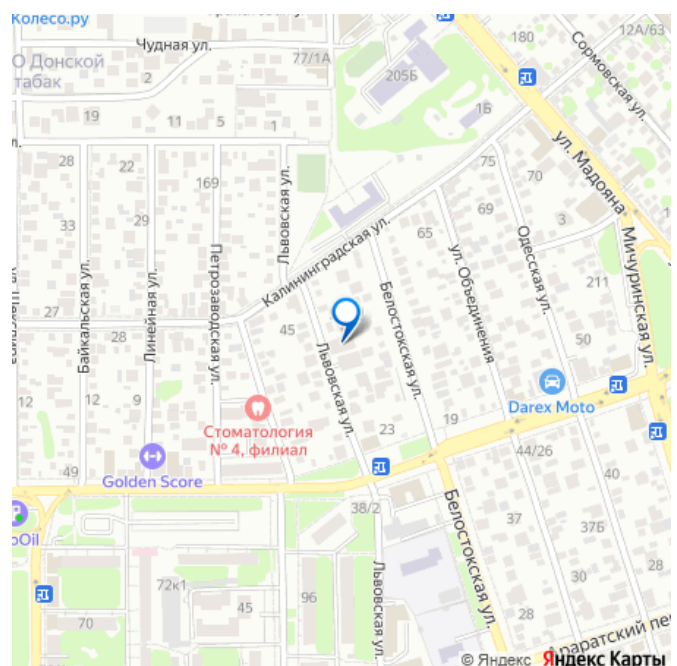 Колесо.ру
Чудная ул.
77/1А
180
12А/63
Сормовская ул.
О Донской
табак
2
205Б
1Б
ул. Мадояна
19
11
5
1
28
22
169
Львовская ул.
75
70
29
Калининградская ул.
65
69
3
Мичуринская ул.
Петрозаводская ул.
Линейная ул.
Байкальская ул.
ул. Объединения
Одесская ул.
211
27
28
45
Белостокская ул.
50
12
12
9
Львовская ул.
Darex Moto
Стоматология
№ 4, филиал
23
19
49
Golden Score
44/26
40
38/2
Белостокская ул.
37
37Б
oOil
72к1
96
45
Львовская ул.
30
70
28
28
Араратский пе
© Яндекс Яндекс Карты